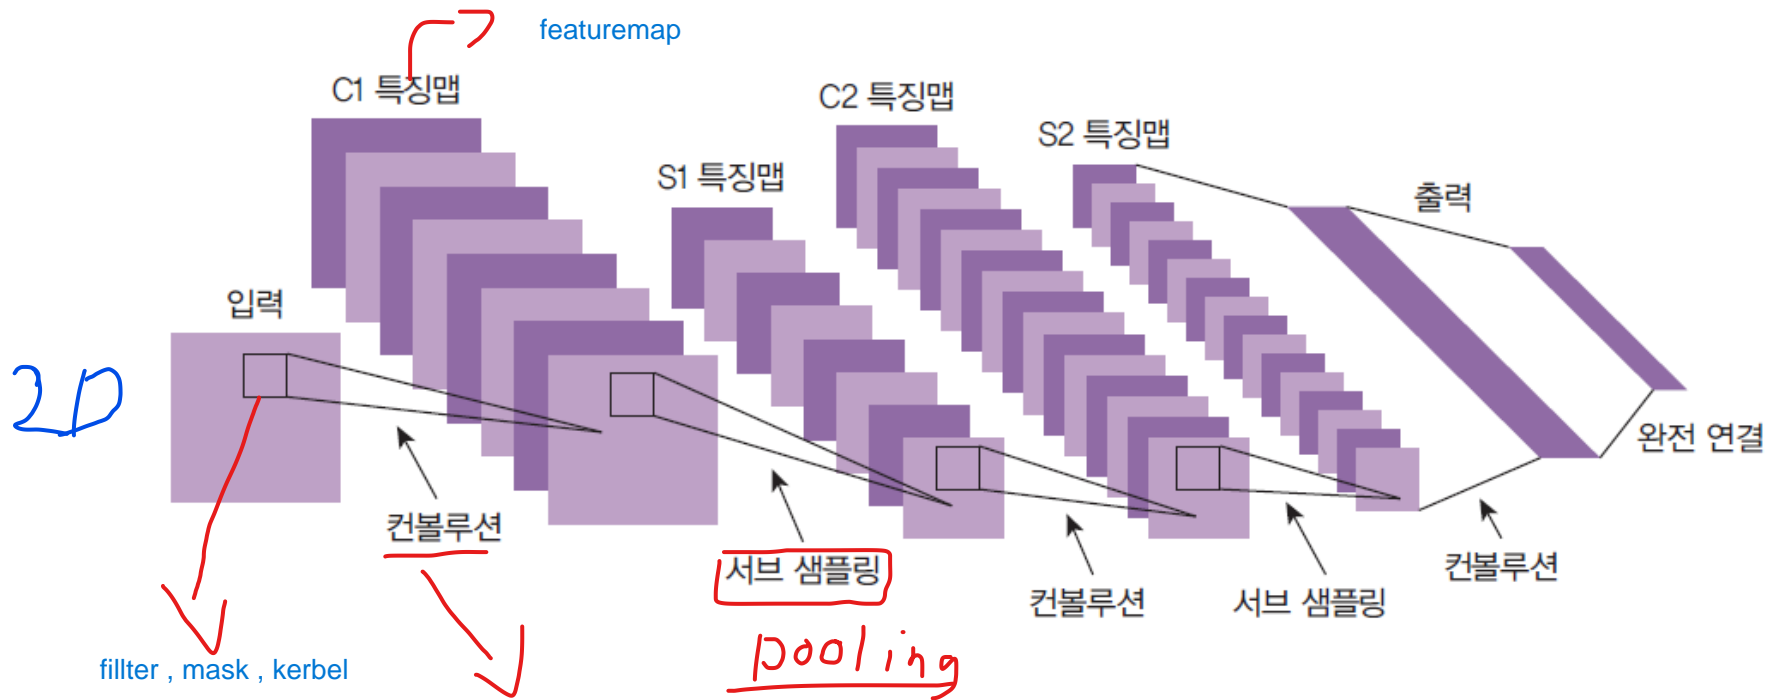 featuremap
C1 특징맵
C2 특징맵
S2 특징맵
S1 특징맵
출력
입력
2D
완전 연결
컨볼루션
서브 샘플링
컨볼루션
서브 샘플링
컨볼루션
pooling
fillter , mask , kerbel